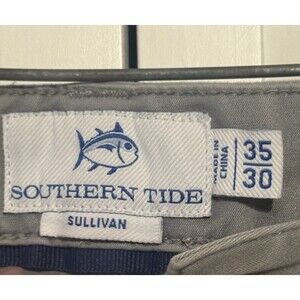 SOUTHERN TIDE
SULLIVAN
MADE IN
CHINA
35
30